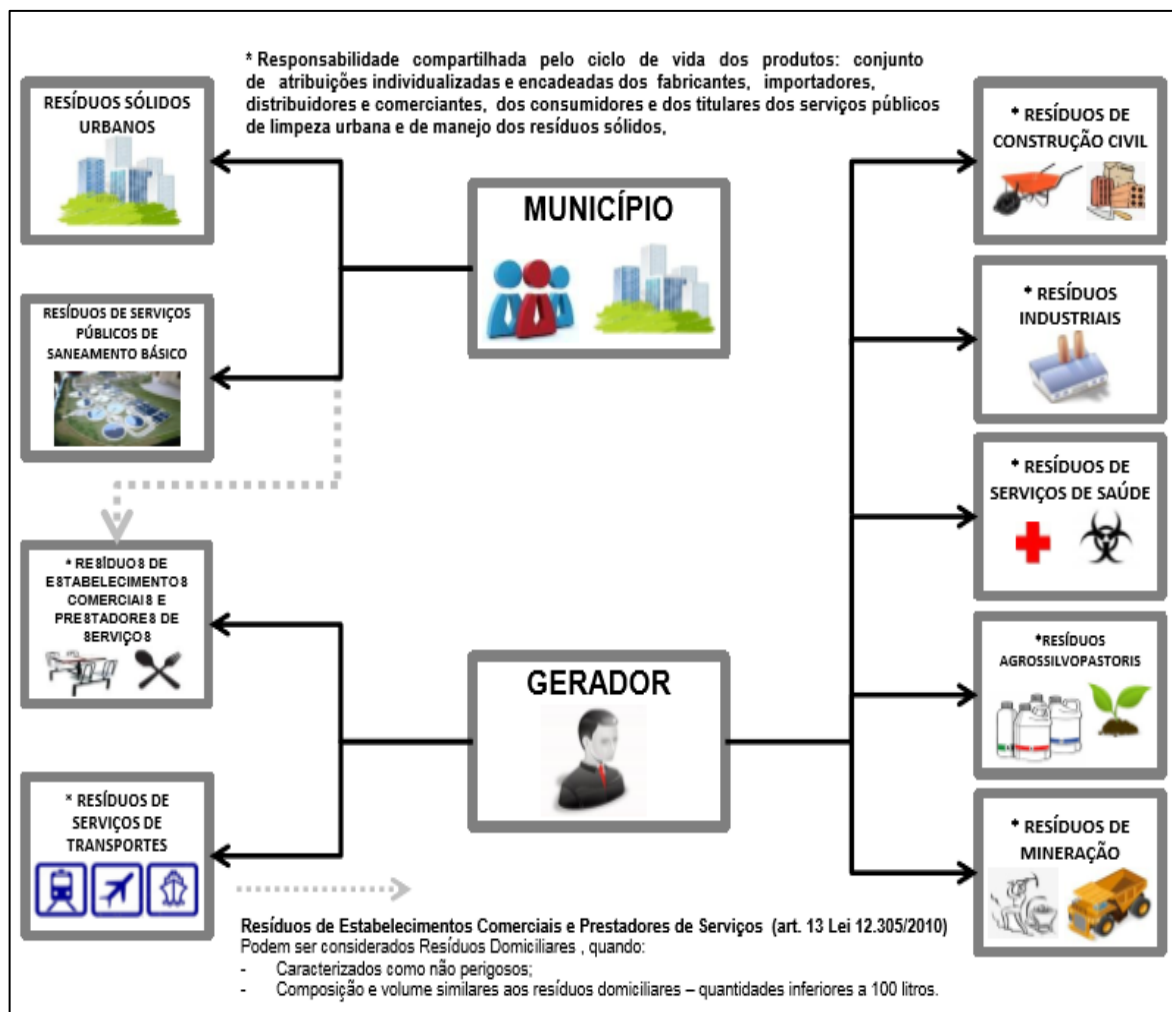 * Responsabilidade compartilhada pelo ciclo de vida dos produtos: conjunto
de atribuições individualizadas e encadeadas dos fabricantes, importadores,
distribuidores e comerciantes, dos consumidores e dos titulares dos serviços públicos
de limpeza urbana e de manejo dos resíduos sólidos,
RESÍDUOS SÓLIDOS
URBANOS
RESÍDUOS DE SERVIÇOS
PÚBLICOS DE
SANEAMENTO BÁSICO
* RESÍDUOS DE
ESTABELECIMENTOS
COMERCIAIS E
PRESTADORES DE
SERVIÇOS
* RESÍDUOS DE
SERVIÇOS DE
TRANSPORTES
MUNICÍPIO
GERADOR
* RESÍDUOS DE
CONSTRUÇÃO CIVIL
* RESÍDUOS
INDUSTRIAIS
* RESÍDUOS DE
SERVIÇOS DE SAÚDE
*RESÍDUOS
AGROSSILVOPASTORIS
* RESÍDUOS DE
MINERAÇÃO
Resíduos de Estabelecimentos Comerciais e Prestadores de Serviços (art. 13 Lei 12.305/2010)
Podem ser considerados Resíduos Domiciliares , quando:
- Caracterizados como não perigosos;
- Composição e volume similares aos resíduos domiciliares – quantidades inferiores a 100 litros.